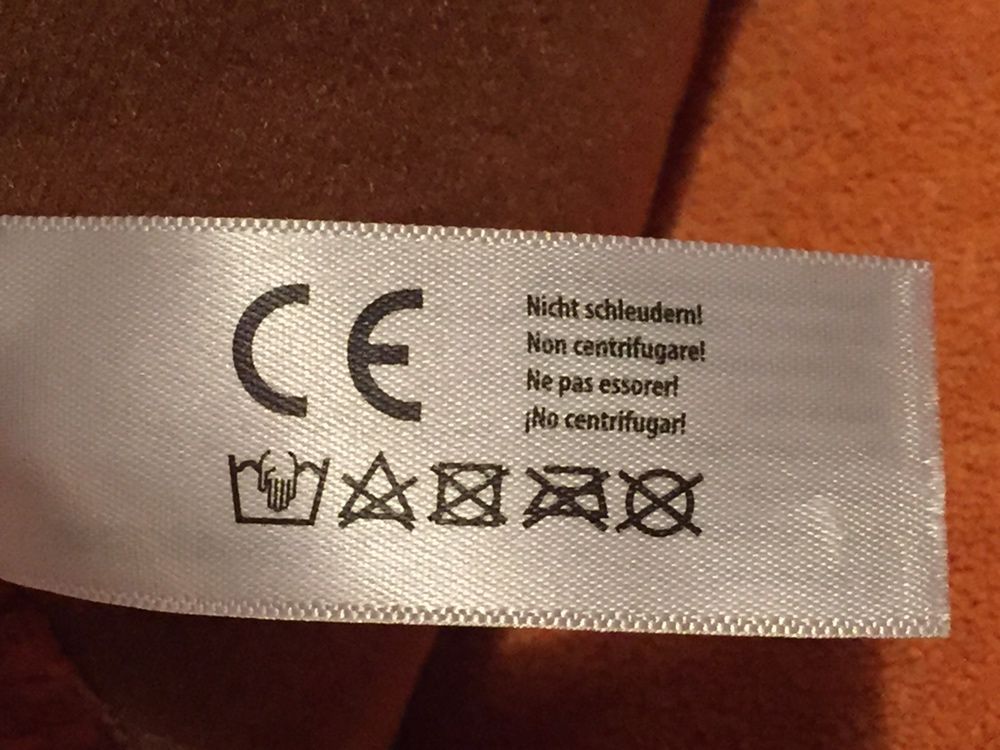 CE
Nicht schleudern!
Non centrifugare!
Ne pas essorer!
¡No centrifugar!